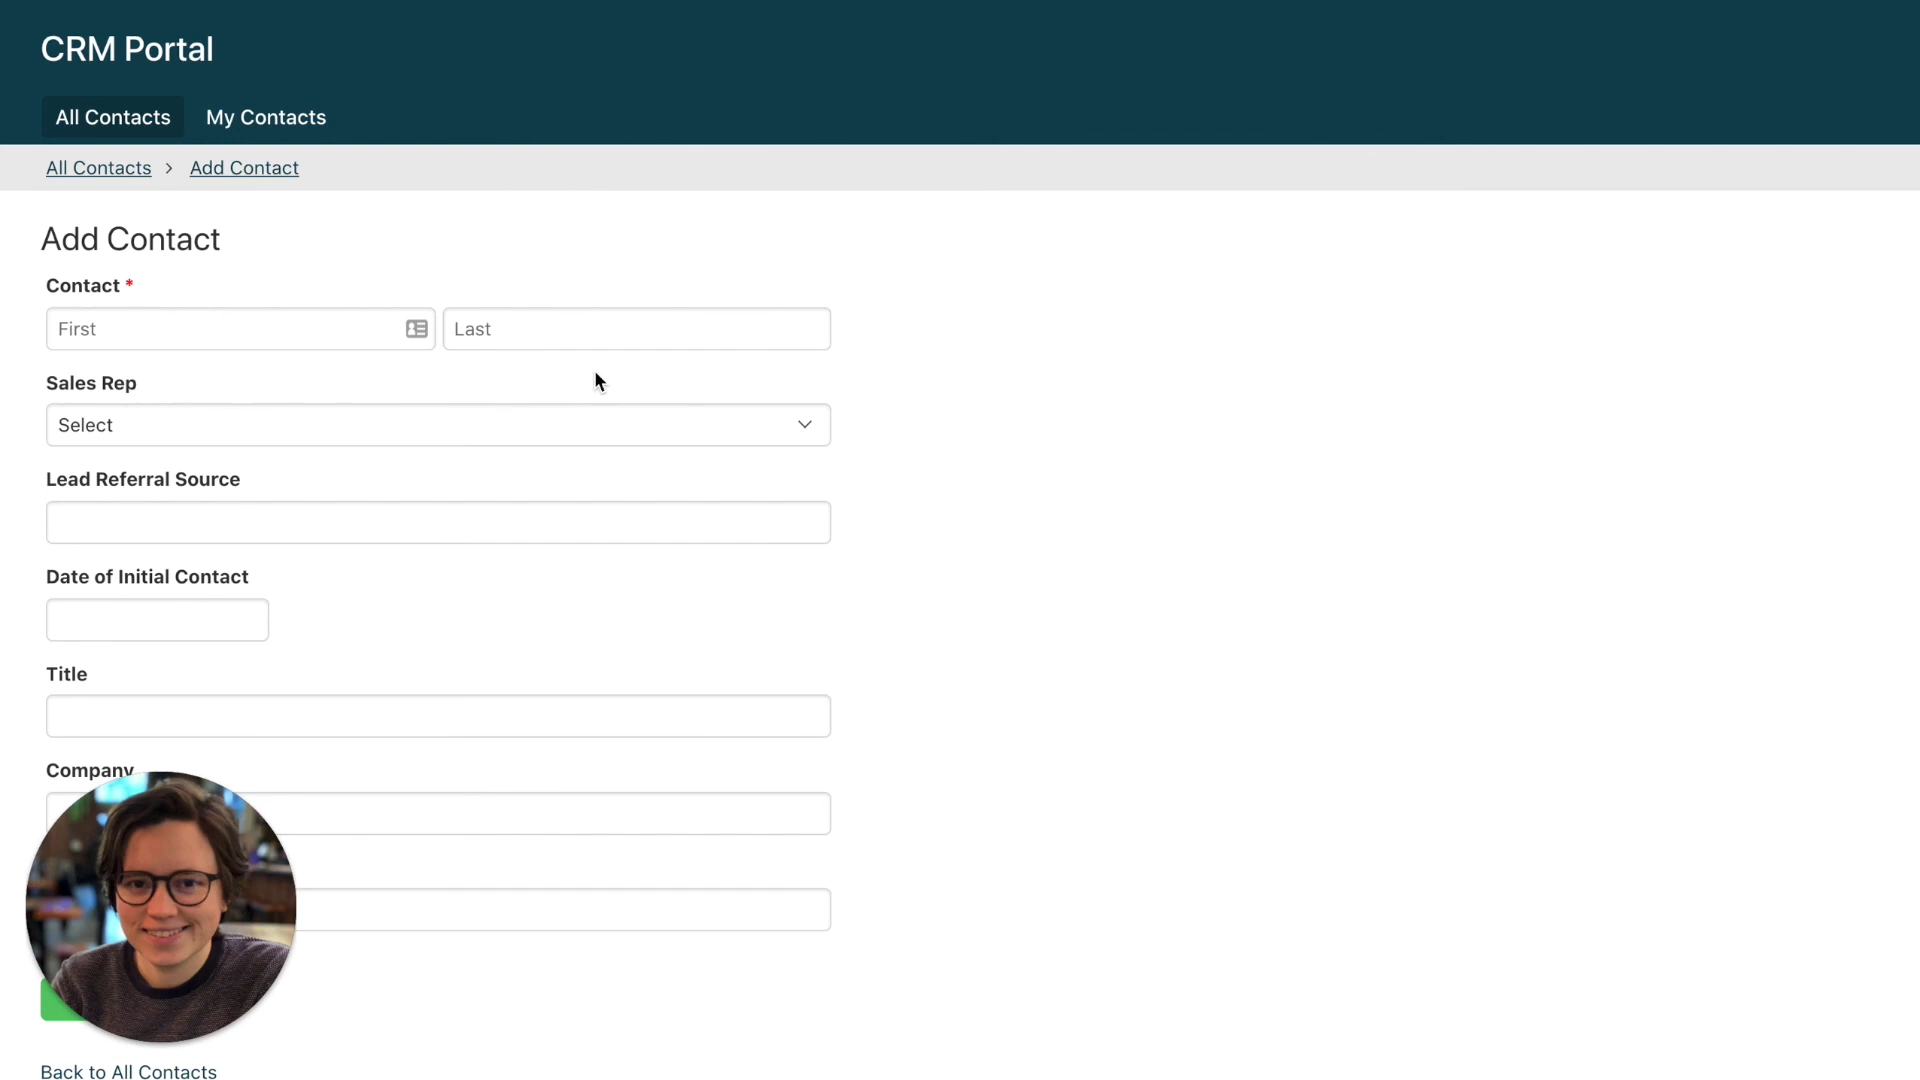 CRM Portal
All Contacts My Contacts
All Contacts > Add Contact
Add Contact
Contact *
First Last
Sales Rep
Select
Lead Referral Source
Date of Initial Contact
Title
Company
Back to All Contacts